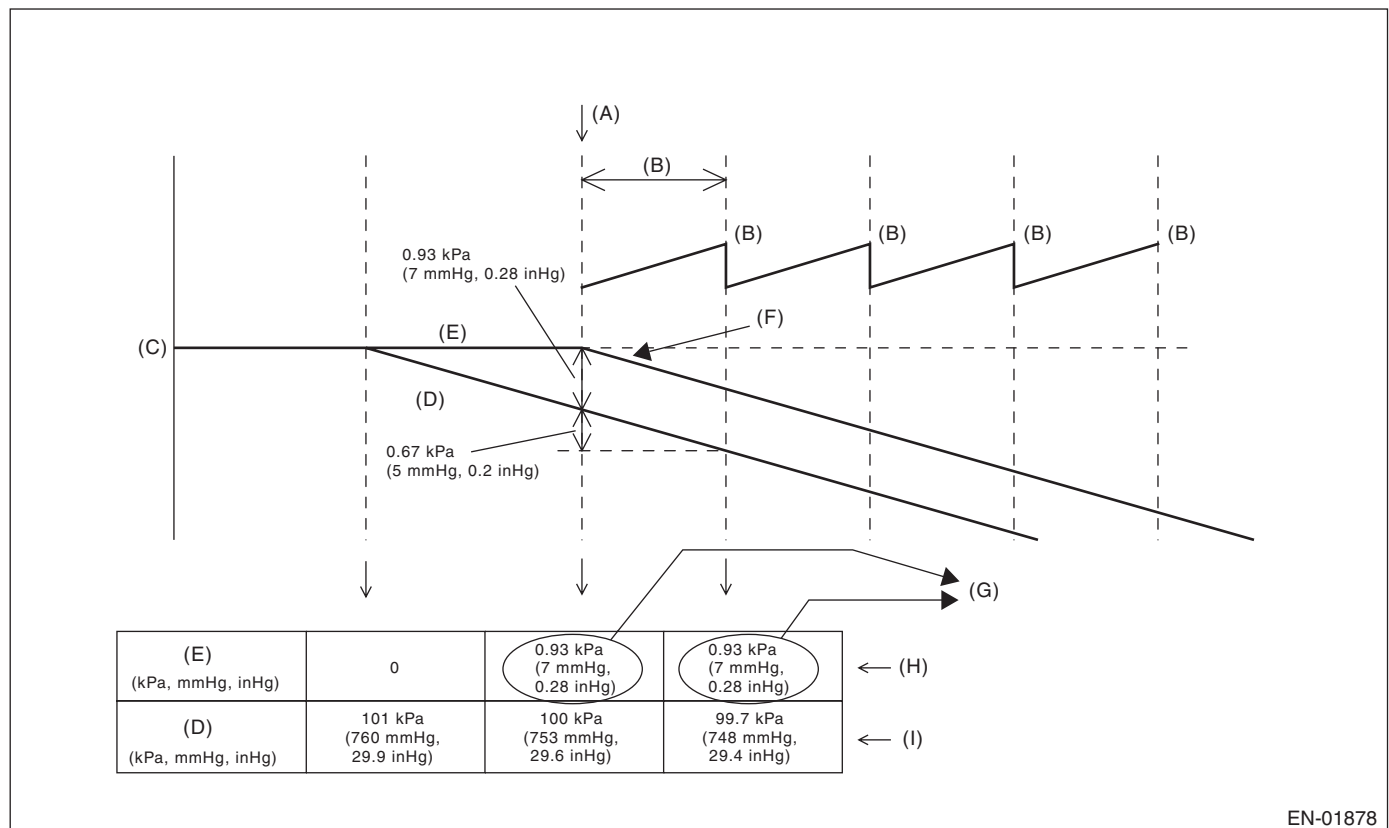 (A)
(B)
0.93 kPa
(7 mmHg, 0.28 inHg)
(B)
(B)
(B)
(B)
(C)
(E)
(F)
(D)
0.67 kPa
(5 mmHg, 0.2 inHg)
(G)
(E)
(kPa, mmHg, inHg)
0
0.93 kPa
(7 mmHg,
0.28 inHg)
0.93 kPa
(7 mmHg,
0.28 inHg)
(H)
(D)
(kPa, mmHg, inHg)
101 kPa
(760 mmHg,
29.9 inHg)
100 kPa
(753 mmHg,
29.6 inHg)
99.7 kPa
(748 mmHg,
29.4 inHg)
(I)
EN-01878